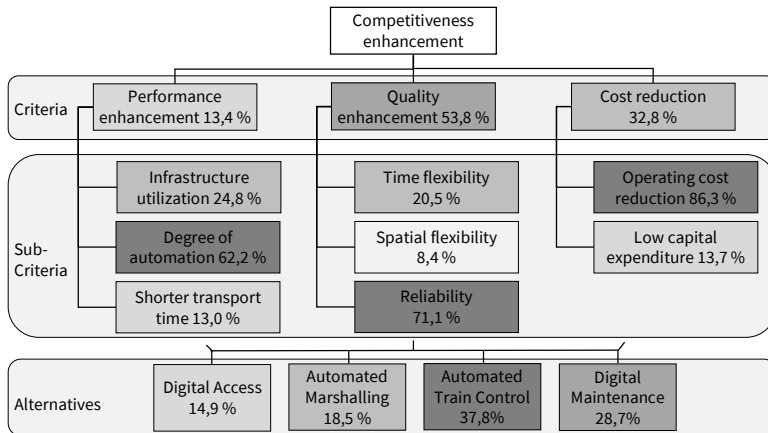 Competitiveness
enhancement
Criteria
Performance
enhancement 13,4 %
Quality
enhancement 53,8 %
Cost reduction
32,8 %
Sub-
Criteria
Infrastructure
utilization 24,8 %
Time flexibility
20,5 %
Operating cost
reduction 86,3 %
Degree of
automation 62,2 %
Spatial flexibility
8,4 %
Low capital
expenditure 13,7 %
Shorter transport
time 13,0 %
Reliability
71,1 %
Alternatives
Digital Access
14,9 %
Automated
Marshalling
18,5 %
Automated
Train Control
37,8%
Digital
Maintenance
28,7%